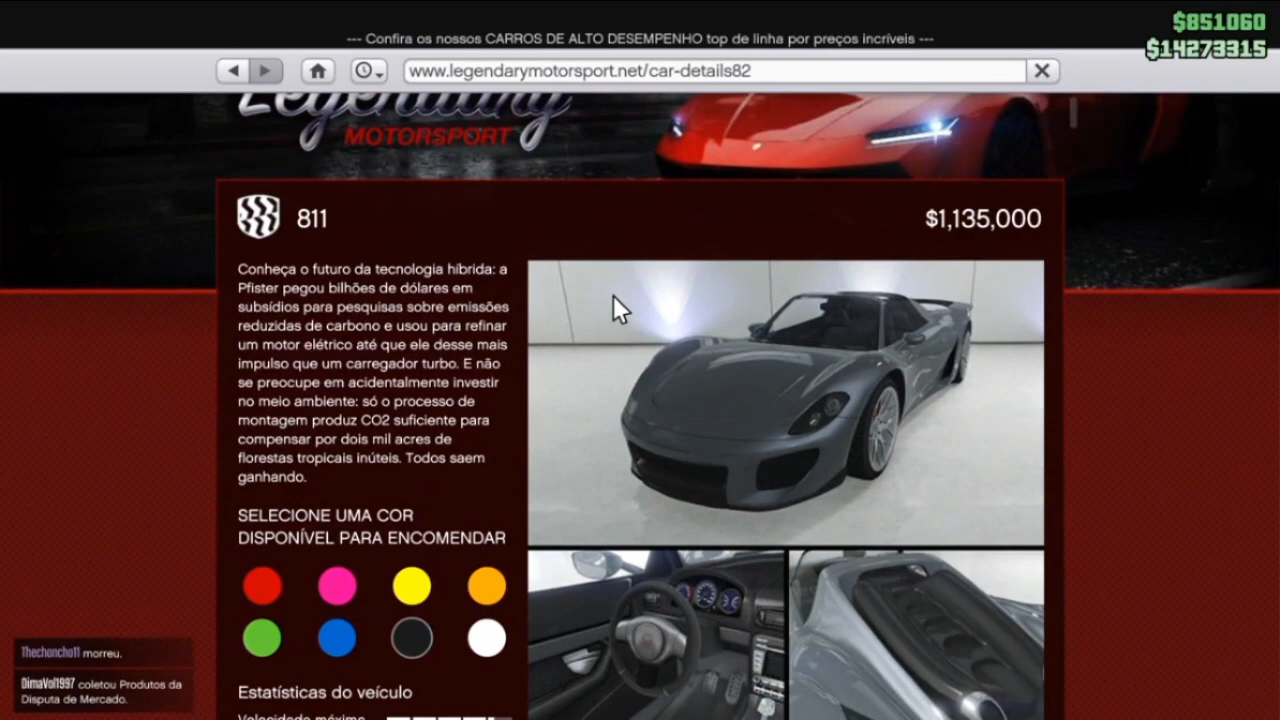 $851060
$14273315
--- Confira os nossos CARROS DE ALTO DESEMPENHO top de linha por preços incríveis ---
www.legendarymotorsport.net/car-details82
Legendary
MOTORSPORT
811
$1,135,000
Conheça o futuro da tecnologia híbrida: a
Pfister pegou bilhões de dólares em
subsídios para pesquisas sobre emissões
reduzidas de carbono e usou para refinar
um motor elétrico até que ele desse mais
impulso que um carregador turbo. E não
se preocupe em acidentalmente investir
no meio ambiente: só o processo de
montagem produz CO2 suficiente para
compensar por dois mil acres de
florestas tropicais inúteis. Todos saem
ganhando.
SELECIONE UMA COR
DISPONÍVEL PARA ENCOMENDAR
Estatísticas do veículo
Velocidade máxima
Thechoncho11 morreu.
DimaVol1997 coletou Produtos da
Disputa de Mercado.